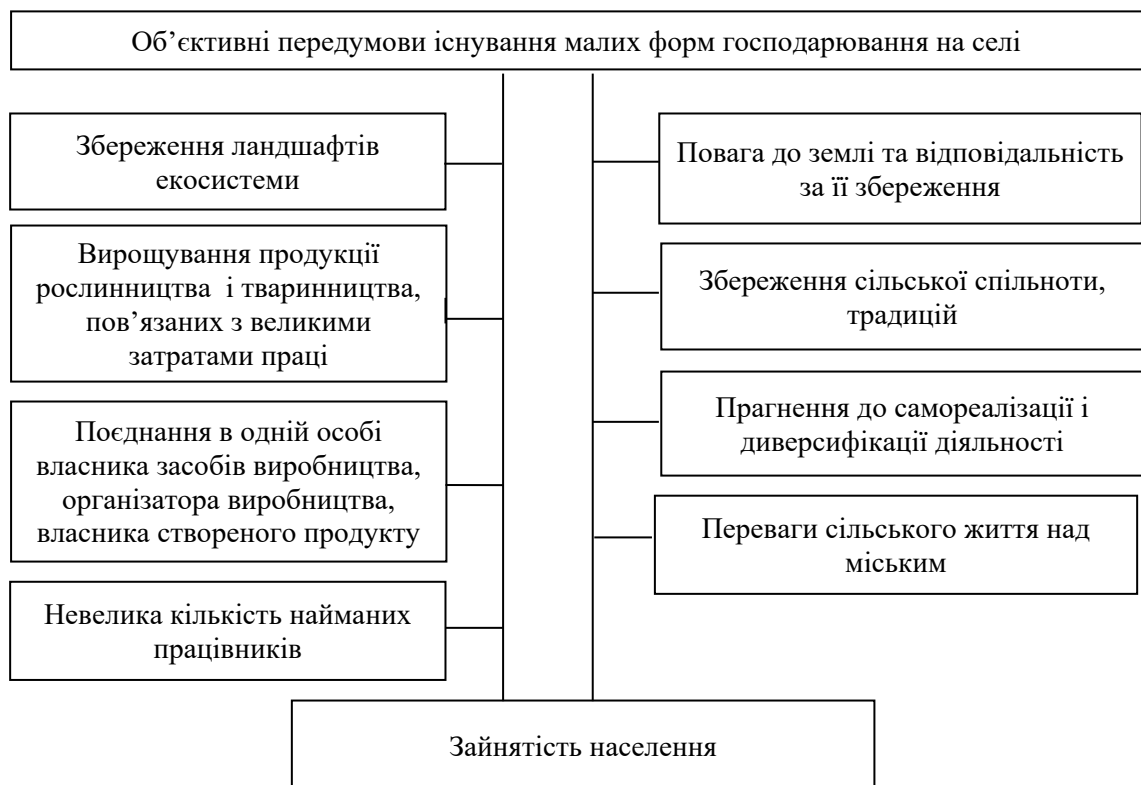 Об’єктивні передумови існування малих форм господарювання на селі
Збереження ландшафтів
екосистеми
Вирощування продукції
рослинництва і тваринництва,
пов’язаних з великими
затратами праці
Поєднання в одній особі
власника засобів виробництва,
організатора виробництва,
власника створеного продукту
Невелика кількість найманих
працівників
Повага до землі та відповідальність
за її збереження
Збереження сільської спільноти,
традицій
Прагнення до самореалізації і
диверсифікації діяльності
Переваги сільського життя над
міським
Зайнятість населення